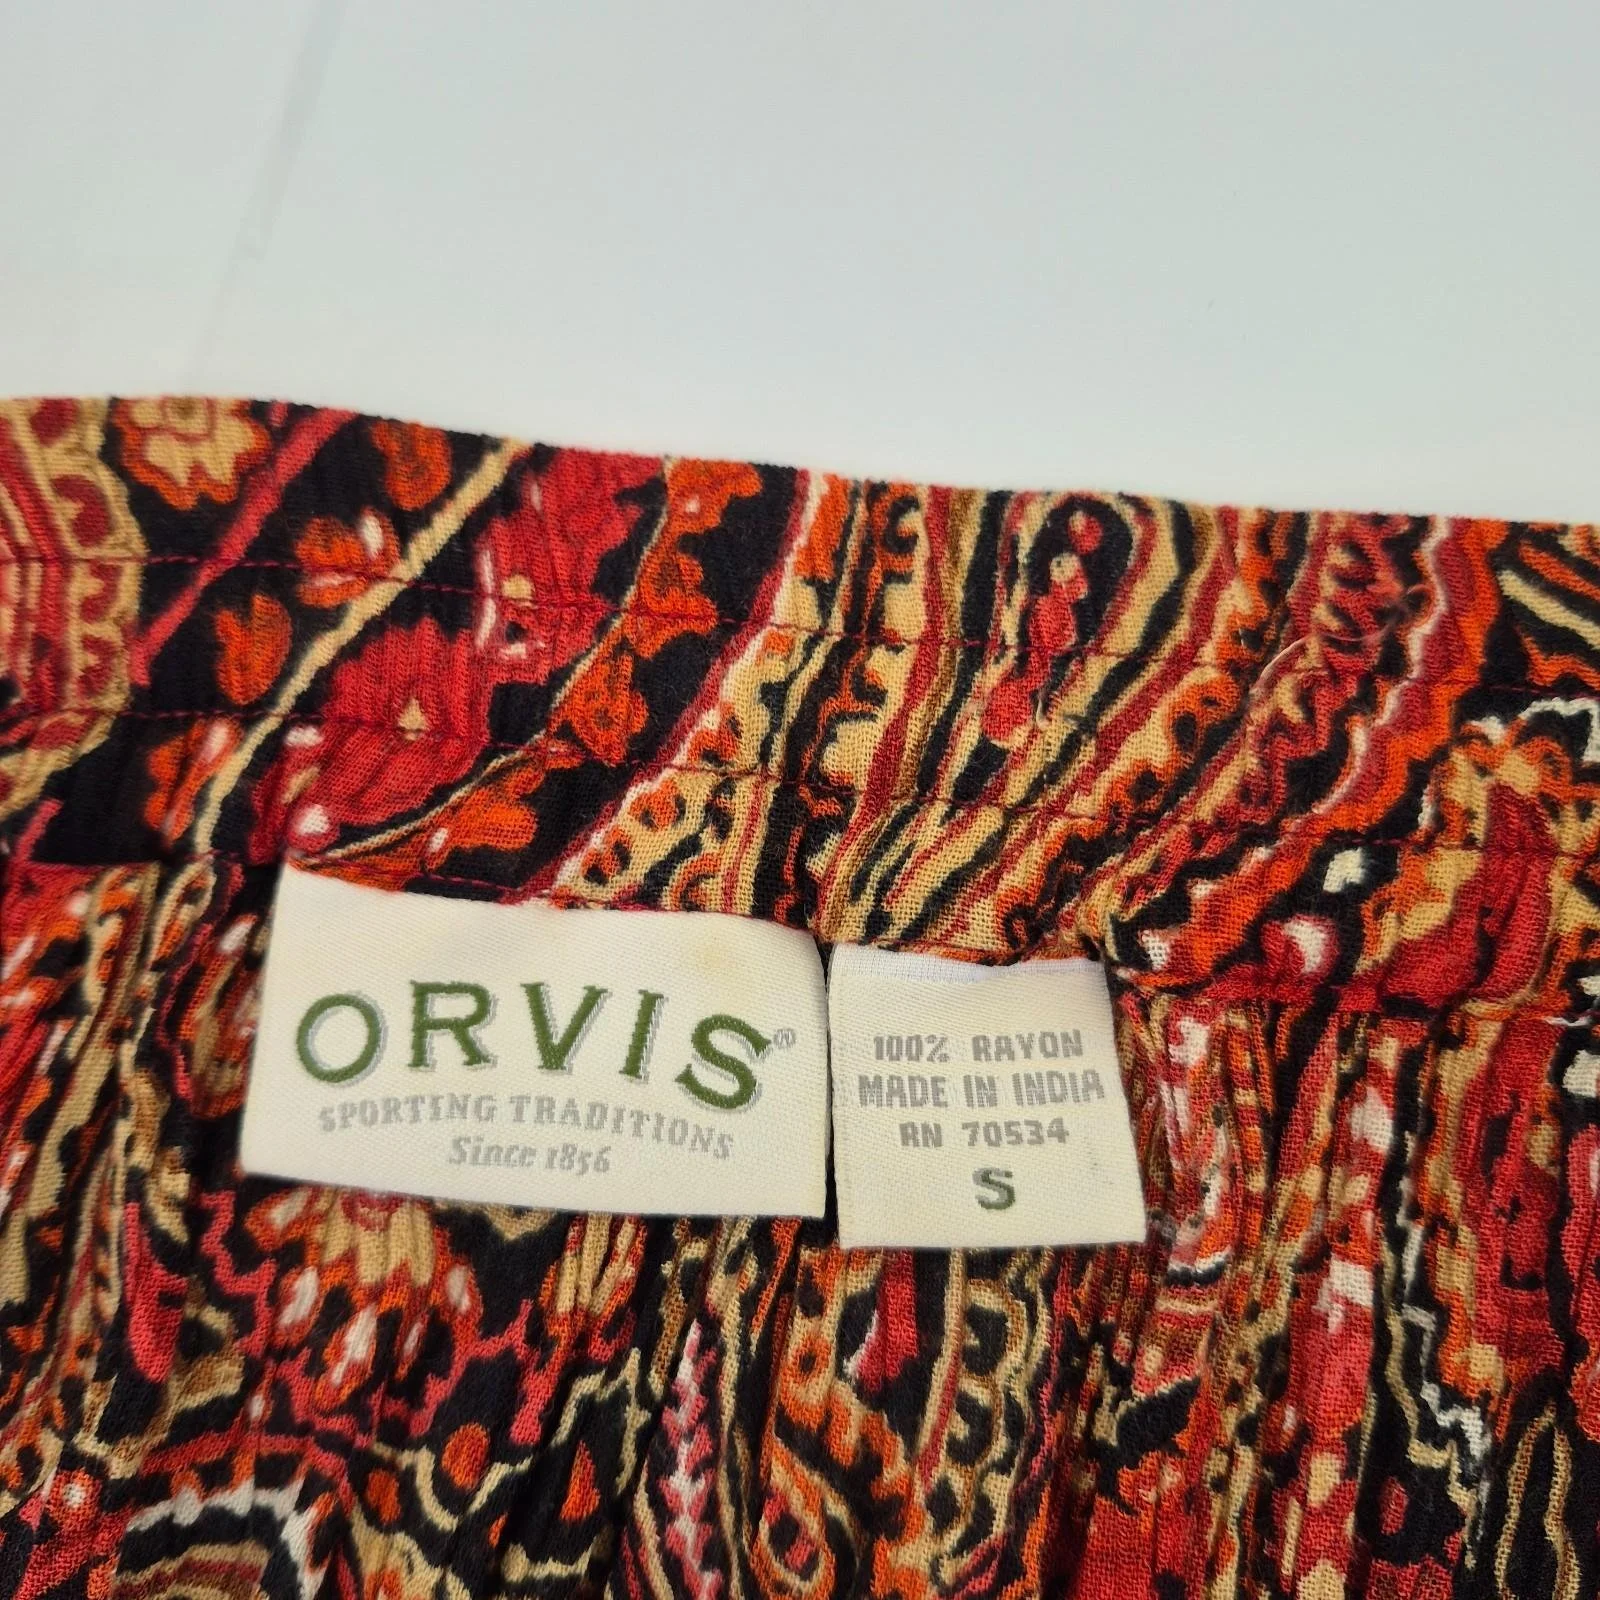 ORVIS®
SPORTING TRADITIONS
Since 1856
100% RAYON
MADE IN INDIA
RN 70534
S